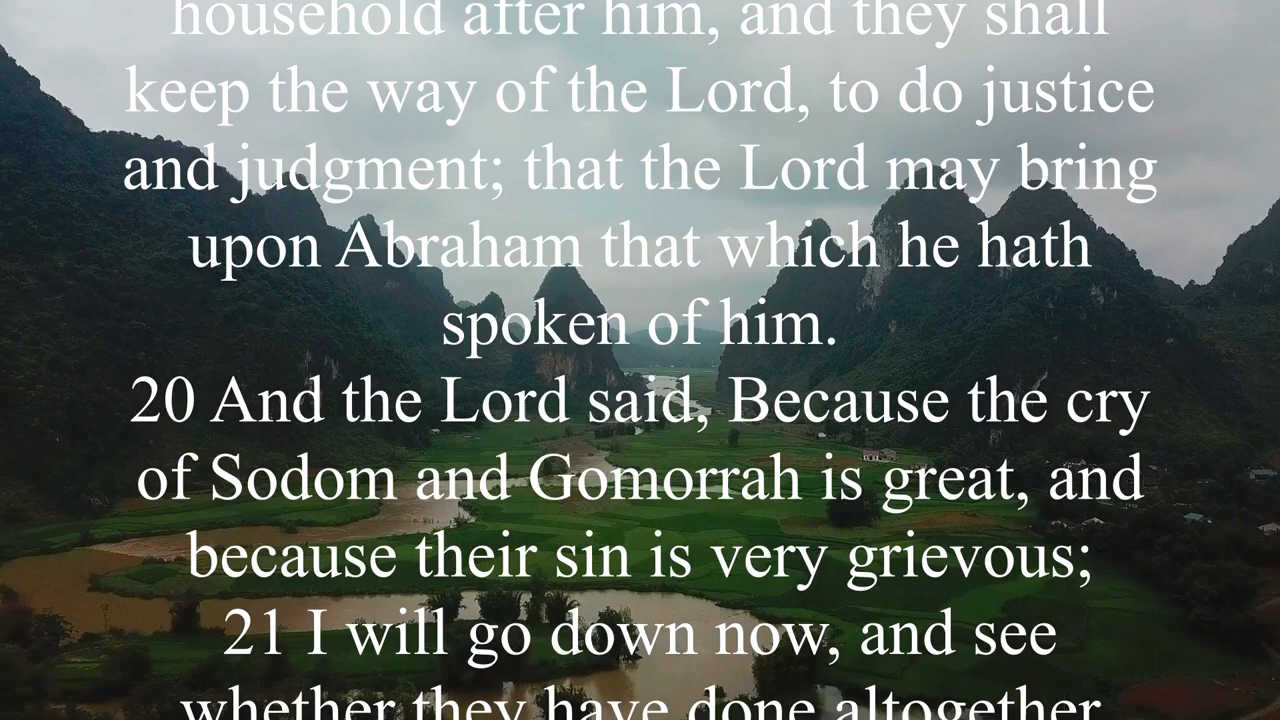 household after him, and they shall
keep the way of the Lord, to do justice
and judgment; that the Lord may bring
upon Abraham that which he hath
spoken of him.
20 And the Lord said, Because the cry
of Sodom and Gomorrah is great, and
because their sin is very grievous;
21 I will go down now, and see
whether they have done altogether